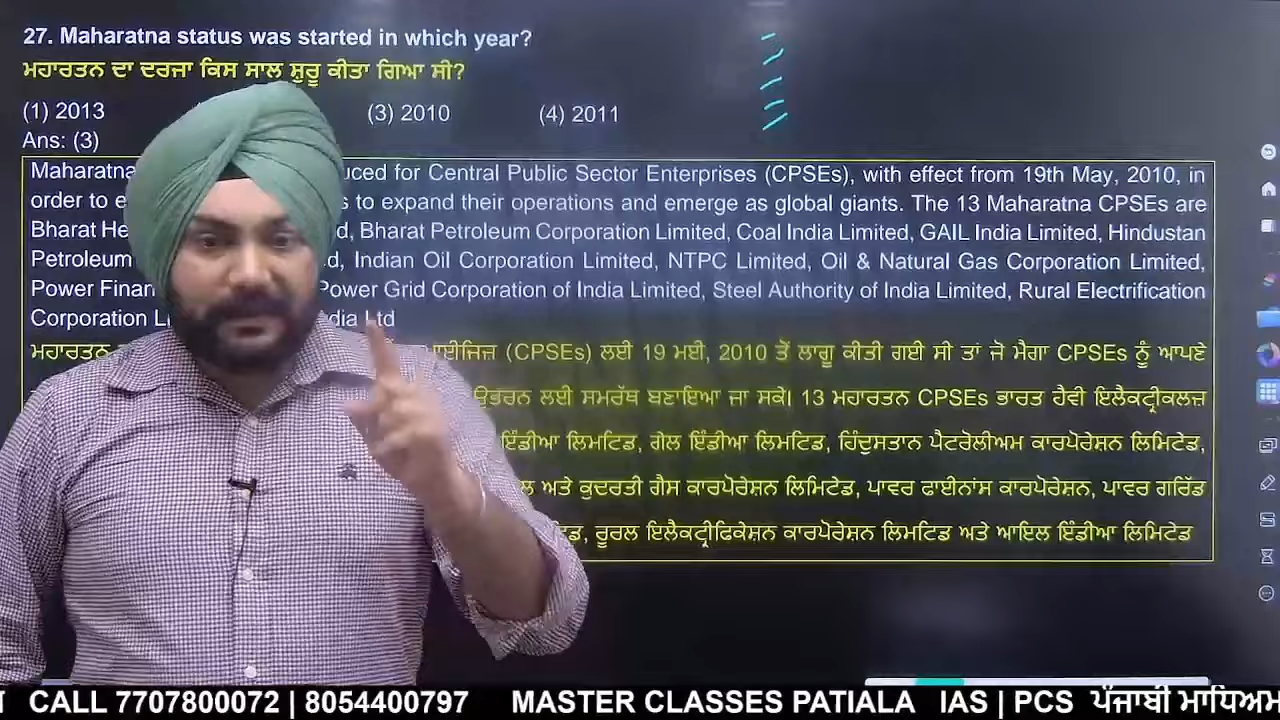 27. Maharatna status was started in which year?
ਮਹਾਰਤਨ ਦਾ ਦਰਜਾ ਕਿਸ ਸਾਲ ਸ਼ੁਰੂ ਕੀਤਾ ਗਿਆ ਸੀ?
(1) 2013 (3) 2010 (4) 2011
Ans: (3)
Maharatna for Central Public Sector Enterprises (CPSEs), with effect from 19th May, 2010, in
order to to expand their operations and emerge as global giants. The 13 Maharatna CPSEs are
Bharat Bharat Petroleum Corporation Limited, Coal India Limited, GAIL India Limited, Hindustan
Petroleum Indian Oil Corporation Limited, NTPC Limited, Oil & Natural Gas Corporation Limited,
Power Power Grid Corporation of India Limited, Steel Authority of India Limited, Rural Electrification
Corporation Ltd
ਮਹਾਰਤਨ (CPSEs) ਲਈ 19 ਮਈ, 2010 ਤੋਂ ਲਾਗੂ ਕੀਤੀ ਗਈ ਸੀ ਤਾਂ ਜੋ ਮੈਗਾ CPSEs ਨੂੰ ਆਪਣੇ
ਉਭਰਨ ਲਈ ਸਮਰੱਥ ਬਣਾਇਆ ਜਾ ਸਕੇ। 13 ਮਹਾਰਤਨ CPSEs ਭਾਰਤ ਹੈਵੀ ਇਲੈਕਟ੍ਰੀਕਲਜ਼
ਇੰਡੀਆ ਲਿਮਟਿਡ, ਗੇਲ ਇੰਡੀਆ ਲਿਮਟਿਡ, ਹਿੰਦੁਸਤਾਨ ਪੈਟਰੋਲੀਅਮ ਕਾਰਪੋਰੇਸ਼ਨ ਲਿਮਿਟੇਡ,
ਅਤੇ ਕੁਦਰਤੀ ਗੈਸ ਕਾਰਪੋਰੇਸ਼ਨ ਲਿਮਿਟੇਡ, ਪਾਵਰ ਫਾਈਨਾਂਸ ਕਾਰਪੋਰੇਸ਼ਨ, ਪਾਵਰ ਗਰਿੱਡ
ਰੂਰਲ ਇਲੈਕਟ੍ਰੀਫਿਕੇਸ਼ਨ ਕਾਰਪੋਰੇਸ਼ਨ ਲਿਮਟਿਡ ਅਤੇ ਆਇਲ ਇੰਡੀਆ ਲਿਮੀਟੇਡ
CALL 7707800072 | 8054400797 MASTER CLASSES PATIALA IAS | PCS ਪੰਜਾਬੀ ਮਾਧਿਅਮ